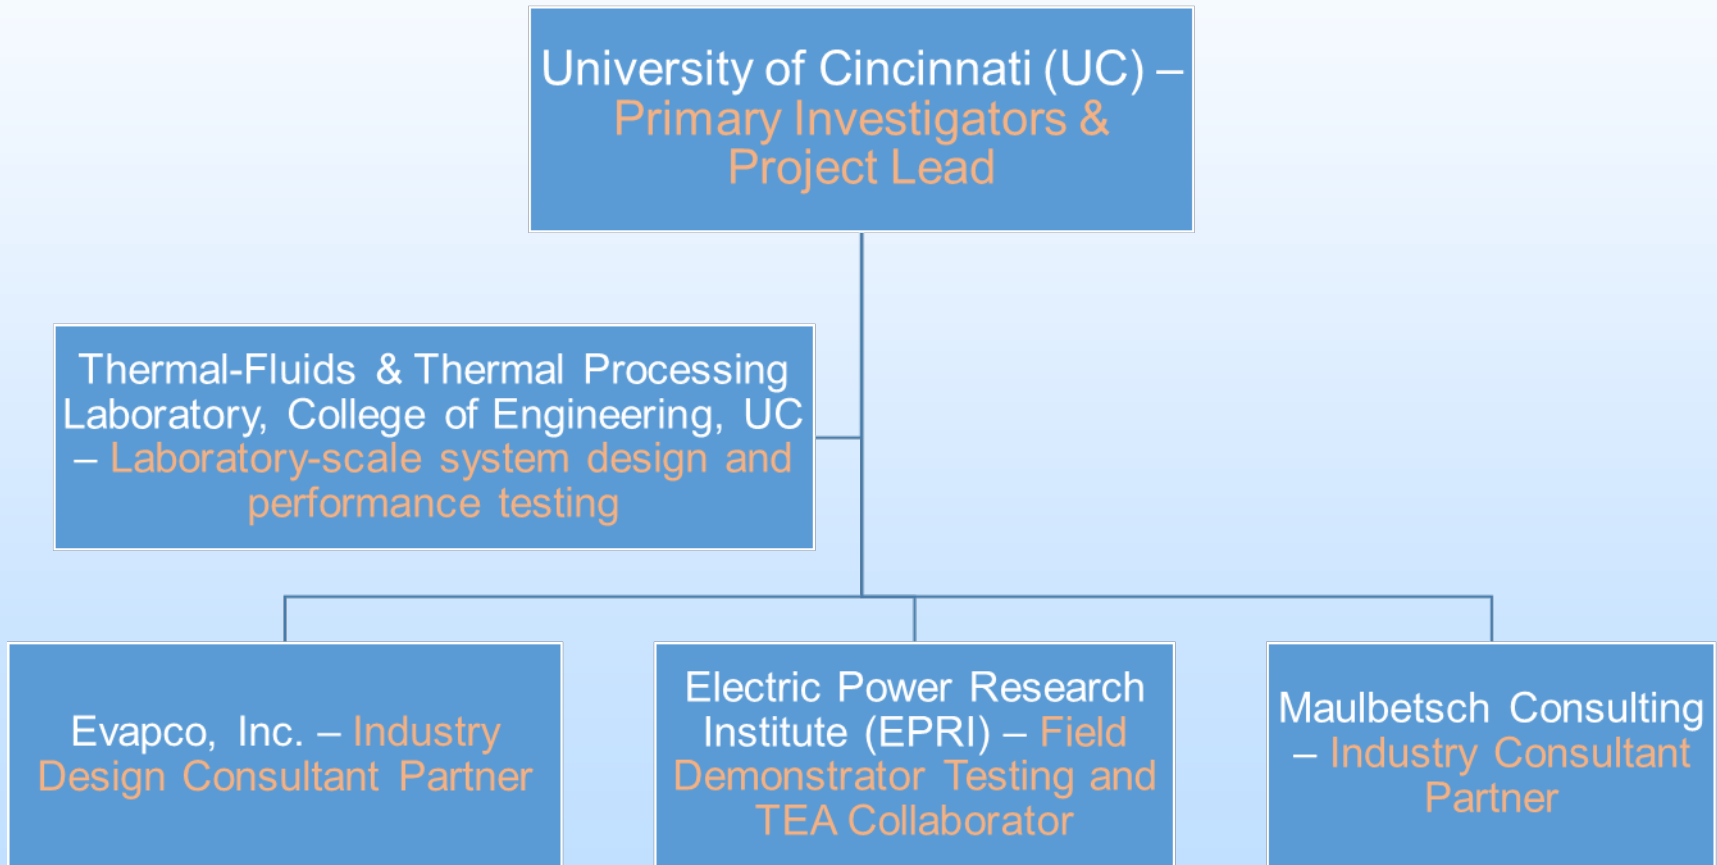 University of Cincinnati (UC) –
Primary Investigators &
Project Lead
Thermal-Fluids & Thermal Processing
Laboratory, College of Engineering, UC
– Laboratory-scale system design and
performance testing
Evapco, Inc. – Industry
Design Consultant Partner
Electric Power Research
Institute (EPRI) – Field
Demonstrator Testing and
TEA Collaborator
Maulbetsch Consulting
– Industry Consultant
Partner